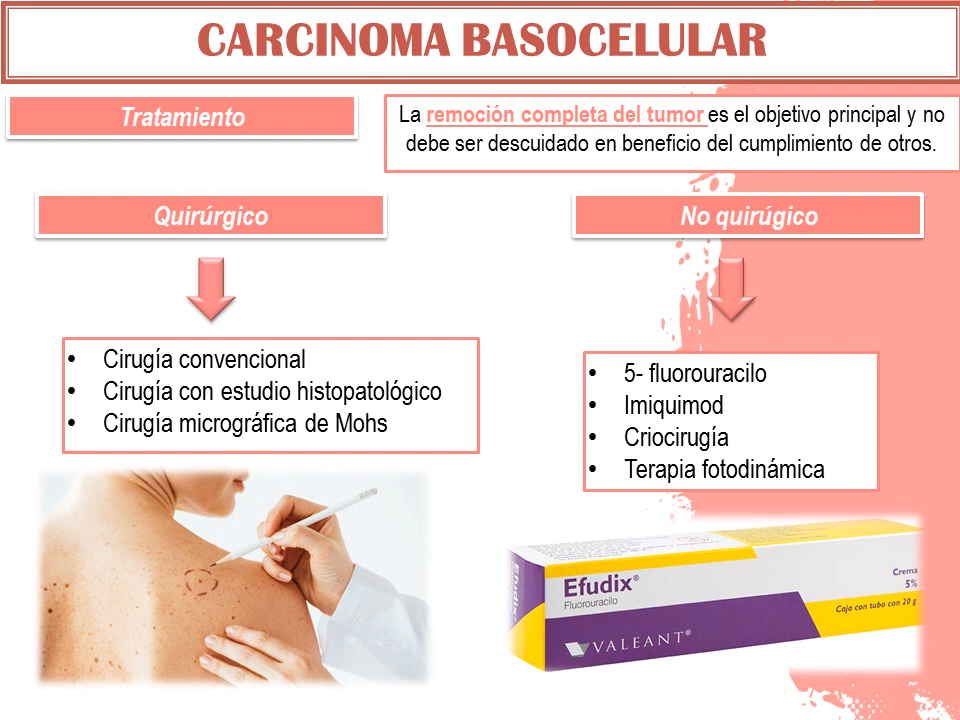 CARCINOMA BASOCELULAR
Tratamiento
La remoción completa del tumor es el objetivo principal y no
debe ser descuidado en beneficio del cumplimiento de otros.
Quirúrgico
No quirúgico
• Cirugía convencional
• Cirugía con estudio histopatológico
• Cirugía micrográfica de Mohs
• 5- fluorouracilo
• Imiquimod
• Criocirugía
• Terapia fotodinámica
Efudix®
Efudix®
Fluorouracilo
VALEANT®
Crema
5%
Caja con tubo con 20 g